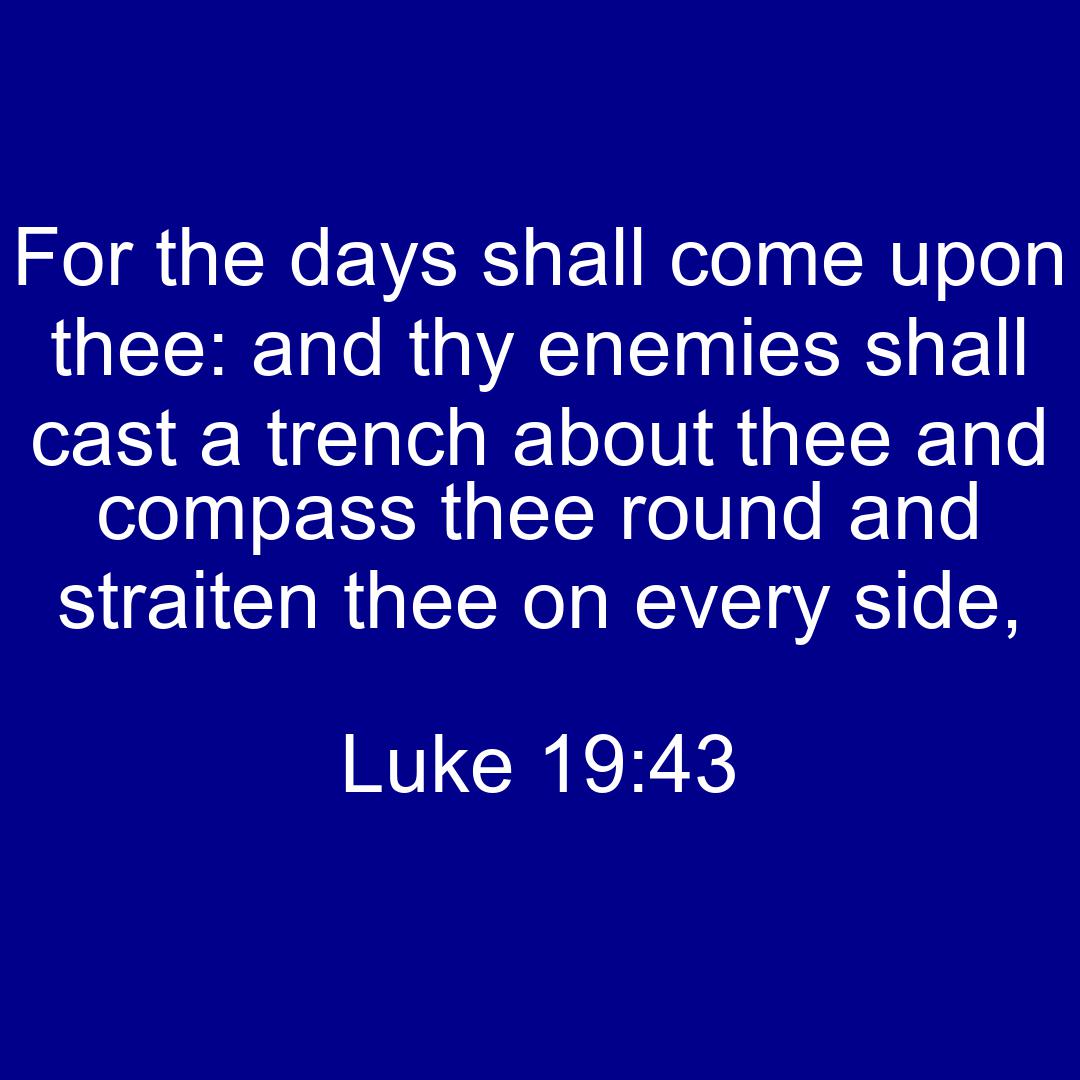 For the days shall come upon
thee: and thy enemies shall
cast a trench about thee and
compass thee round and
straiten thee on every side,
Luke 19:43